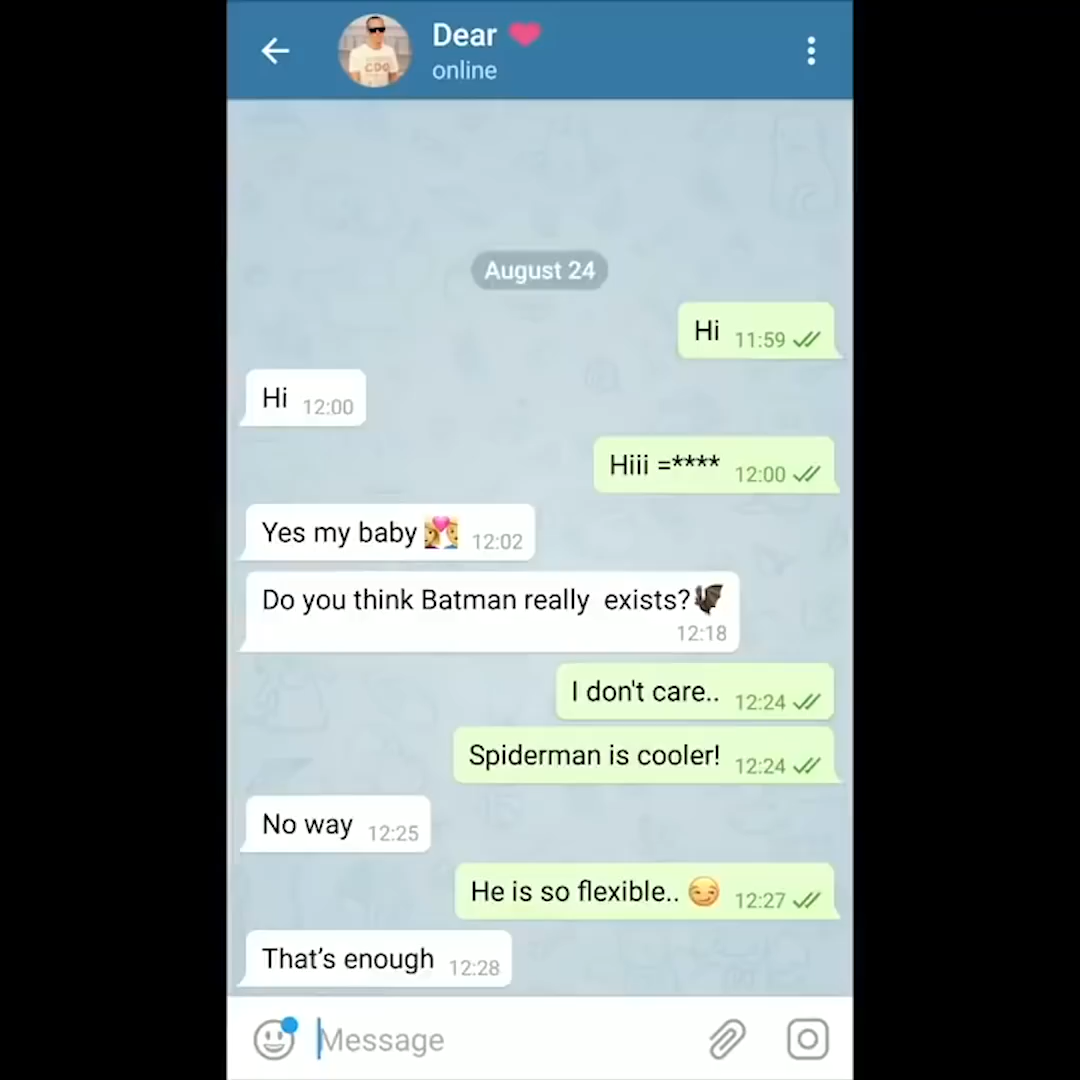 Dear
online
CDG
August 24
Hi 11:59
Hi 12:00
Hiii =**** 12:00
Yes my baby 12:02
Do you think Batman really  exists?
12:18
I don't care.. 12:24
Spiderman is cooler! 12:24
No way 12:25
He is so flexible.. 12:27
That’s enough 12:28
Message